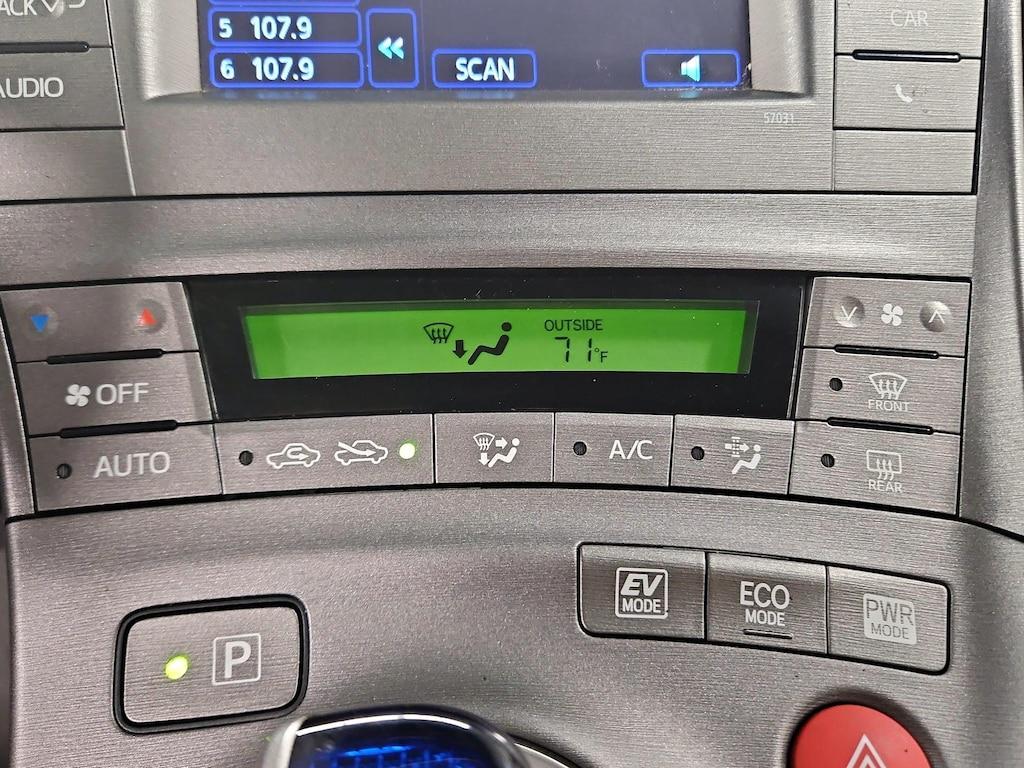 ACK
AUDIO
5 107.9
6 107.9
SCAN
CAR
57031
OUTSIDE
71°F
OFF
AUTO
A/C
FRONT
REAR
EV
MODE
ECO
MODE
PWR
MODE
P